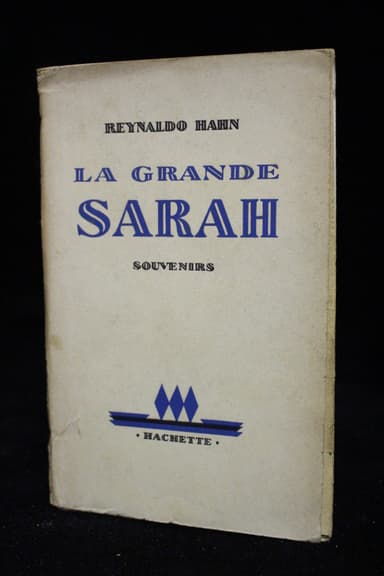 REYNALDO HAHN
LA GRANDE
SARAH
SOUVENIRS
· HACHETTE ·